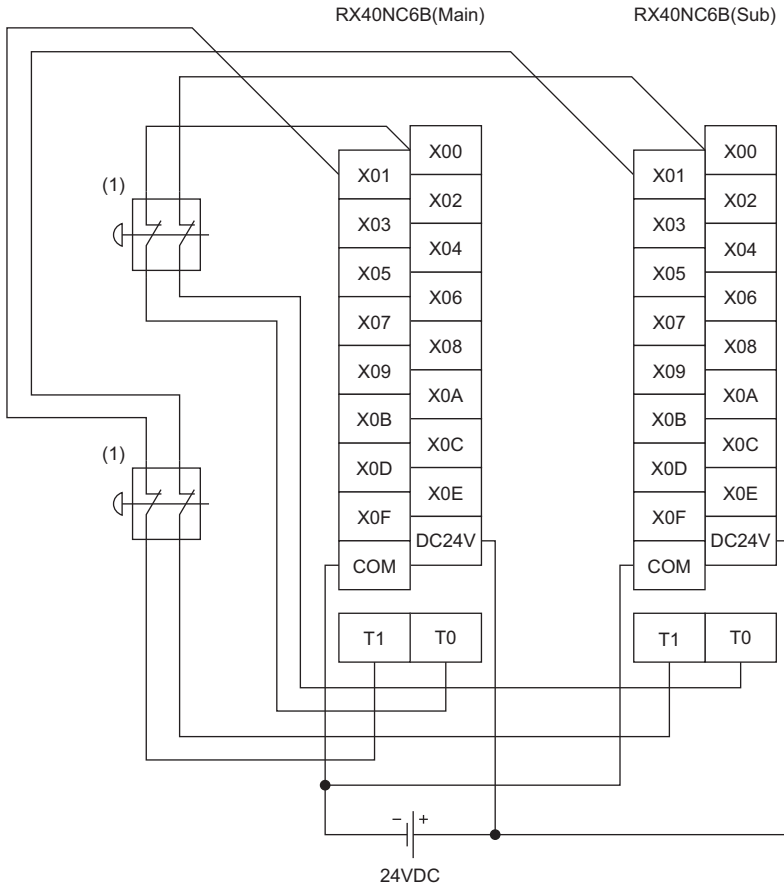 RX40NC6B(Main)
RX40NC6B(Sub)
(1)
(1)
X00
X01
X02
X03
X04
X05
X06
X07
X08
X09
X0A
X0B
X0C
X0D
X0E
X0F
DC24V
COM
T1 T0
X00
X01
X02
X03
X04
X05
X06
X07
X08
X09
X0A
X0B
X0C
X0D
X0E
X0F
DC24V
COM
T1 T0
− +
24VDC